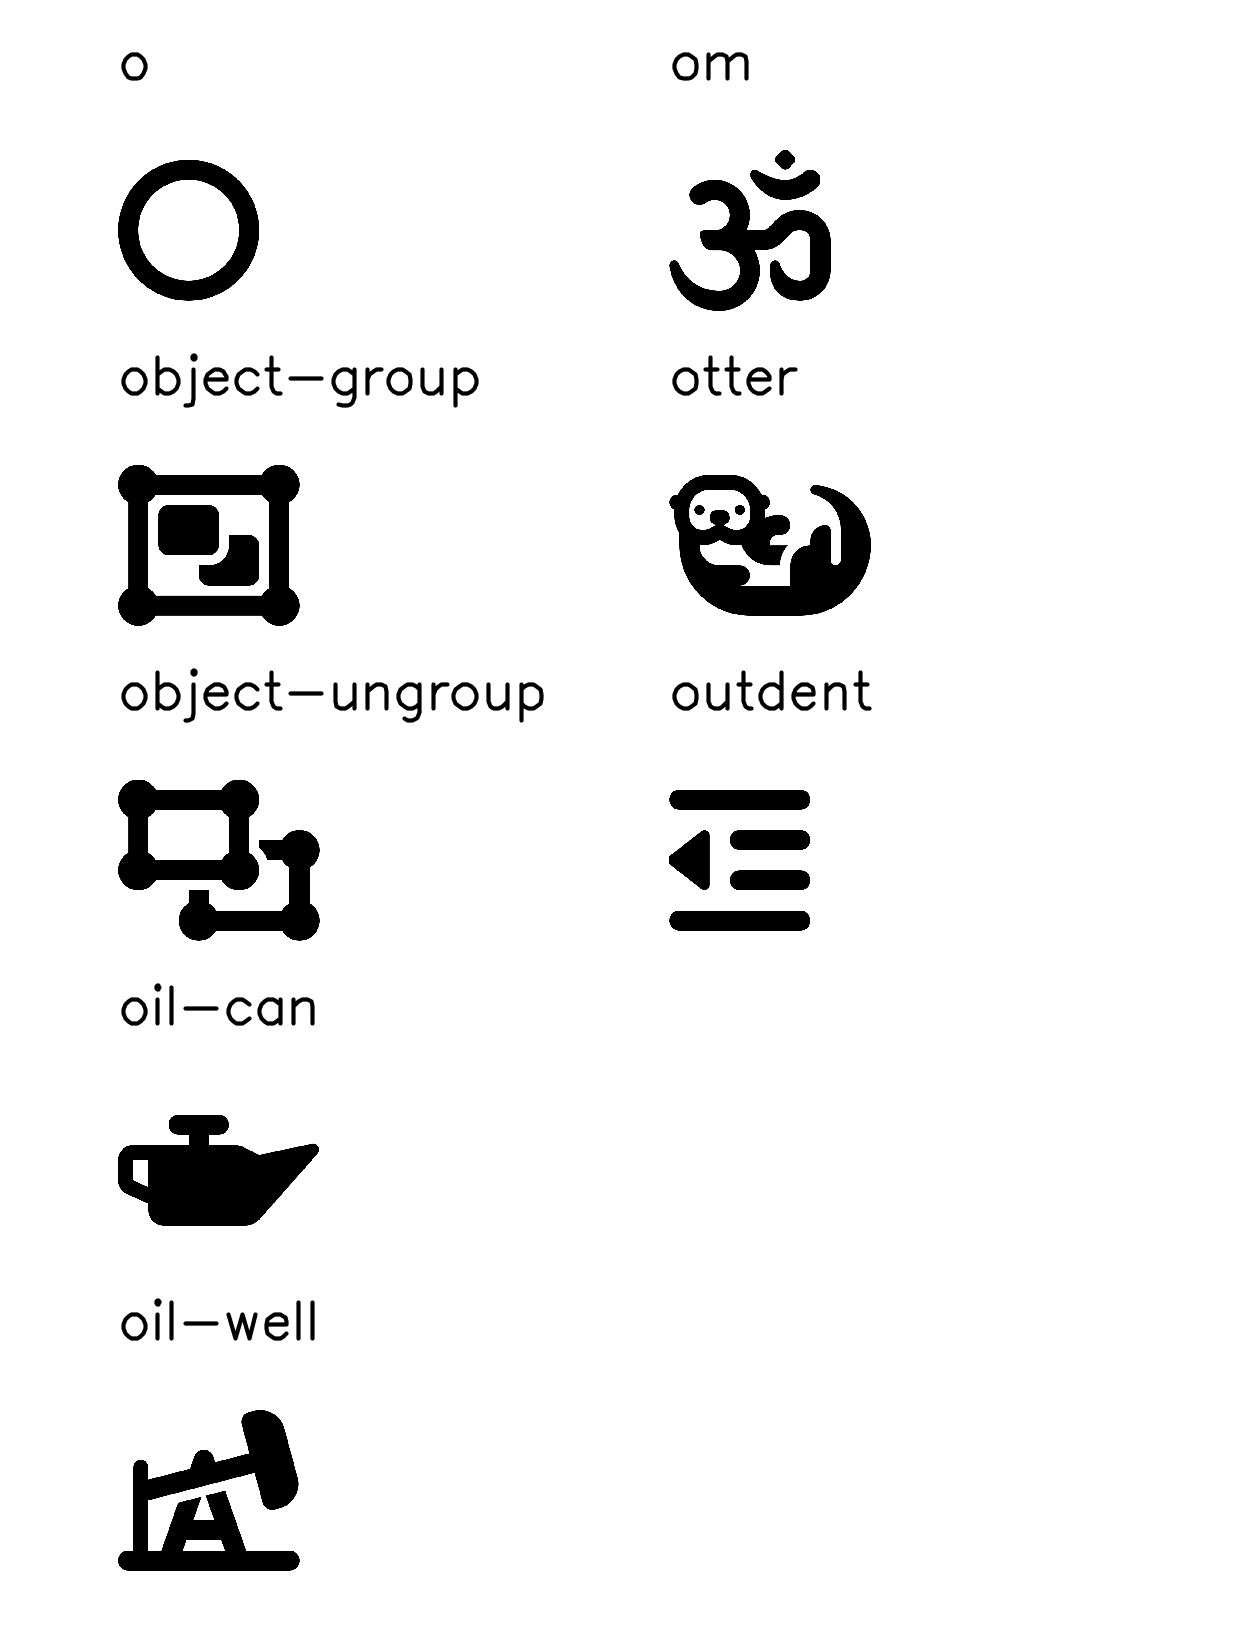 o
object-group
object-ungroup
oil-can
oil-well
om
ॐ
otter
outdent